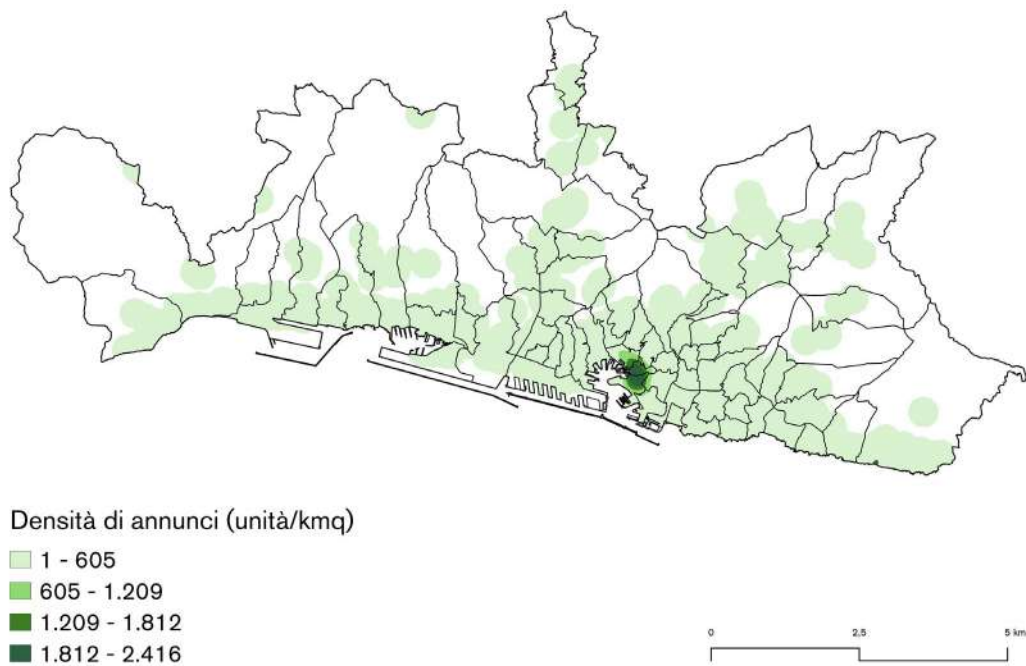 Densità di annunci (unità/kmq)
1 - 605
605 - 1.209
1.209 - 1.812
1.812 - 2.416
0 2,5 5 km